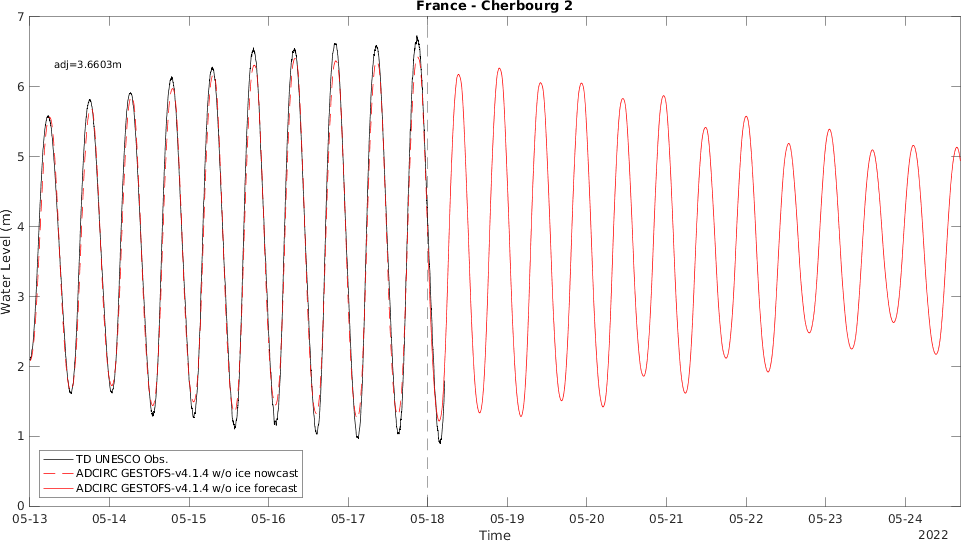 France - Cherbourg 2
7
adj=3.6603m
6
5
4
Water Level (m)
3
2
1
TD UNESCO Obs.
ADCIRC GESTOFS-v4.1.4 w/o ice nowcast
ADCIRC GESTOFS-v4.1.4 w/o ice forecast
0
05-13 05-14 05-15 05-16 05-17 05-18 05-19 05-20 05-21 05-22 05-23 05-24
Time
2022